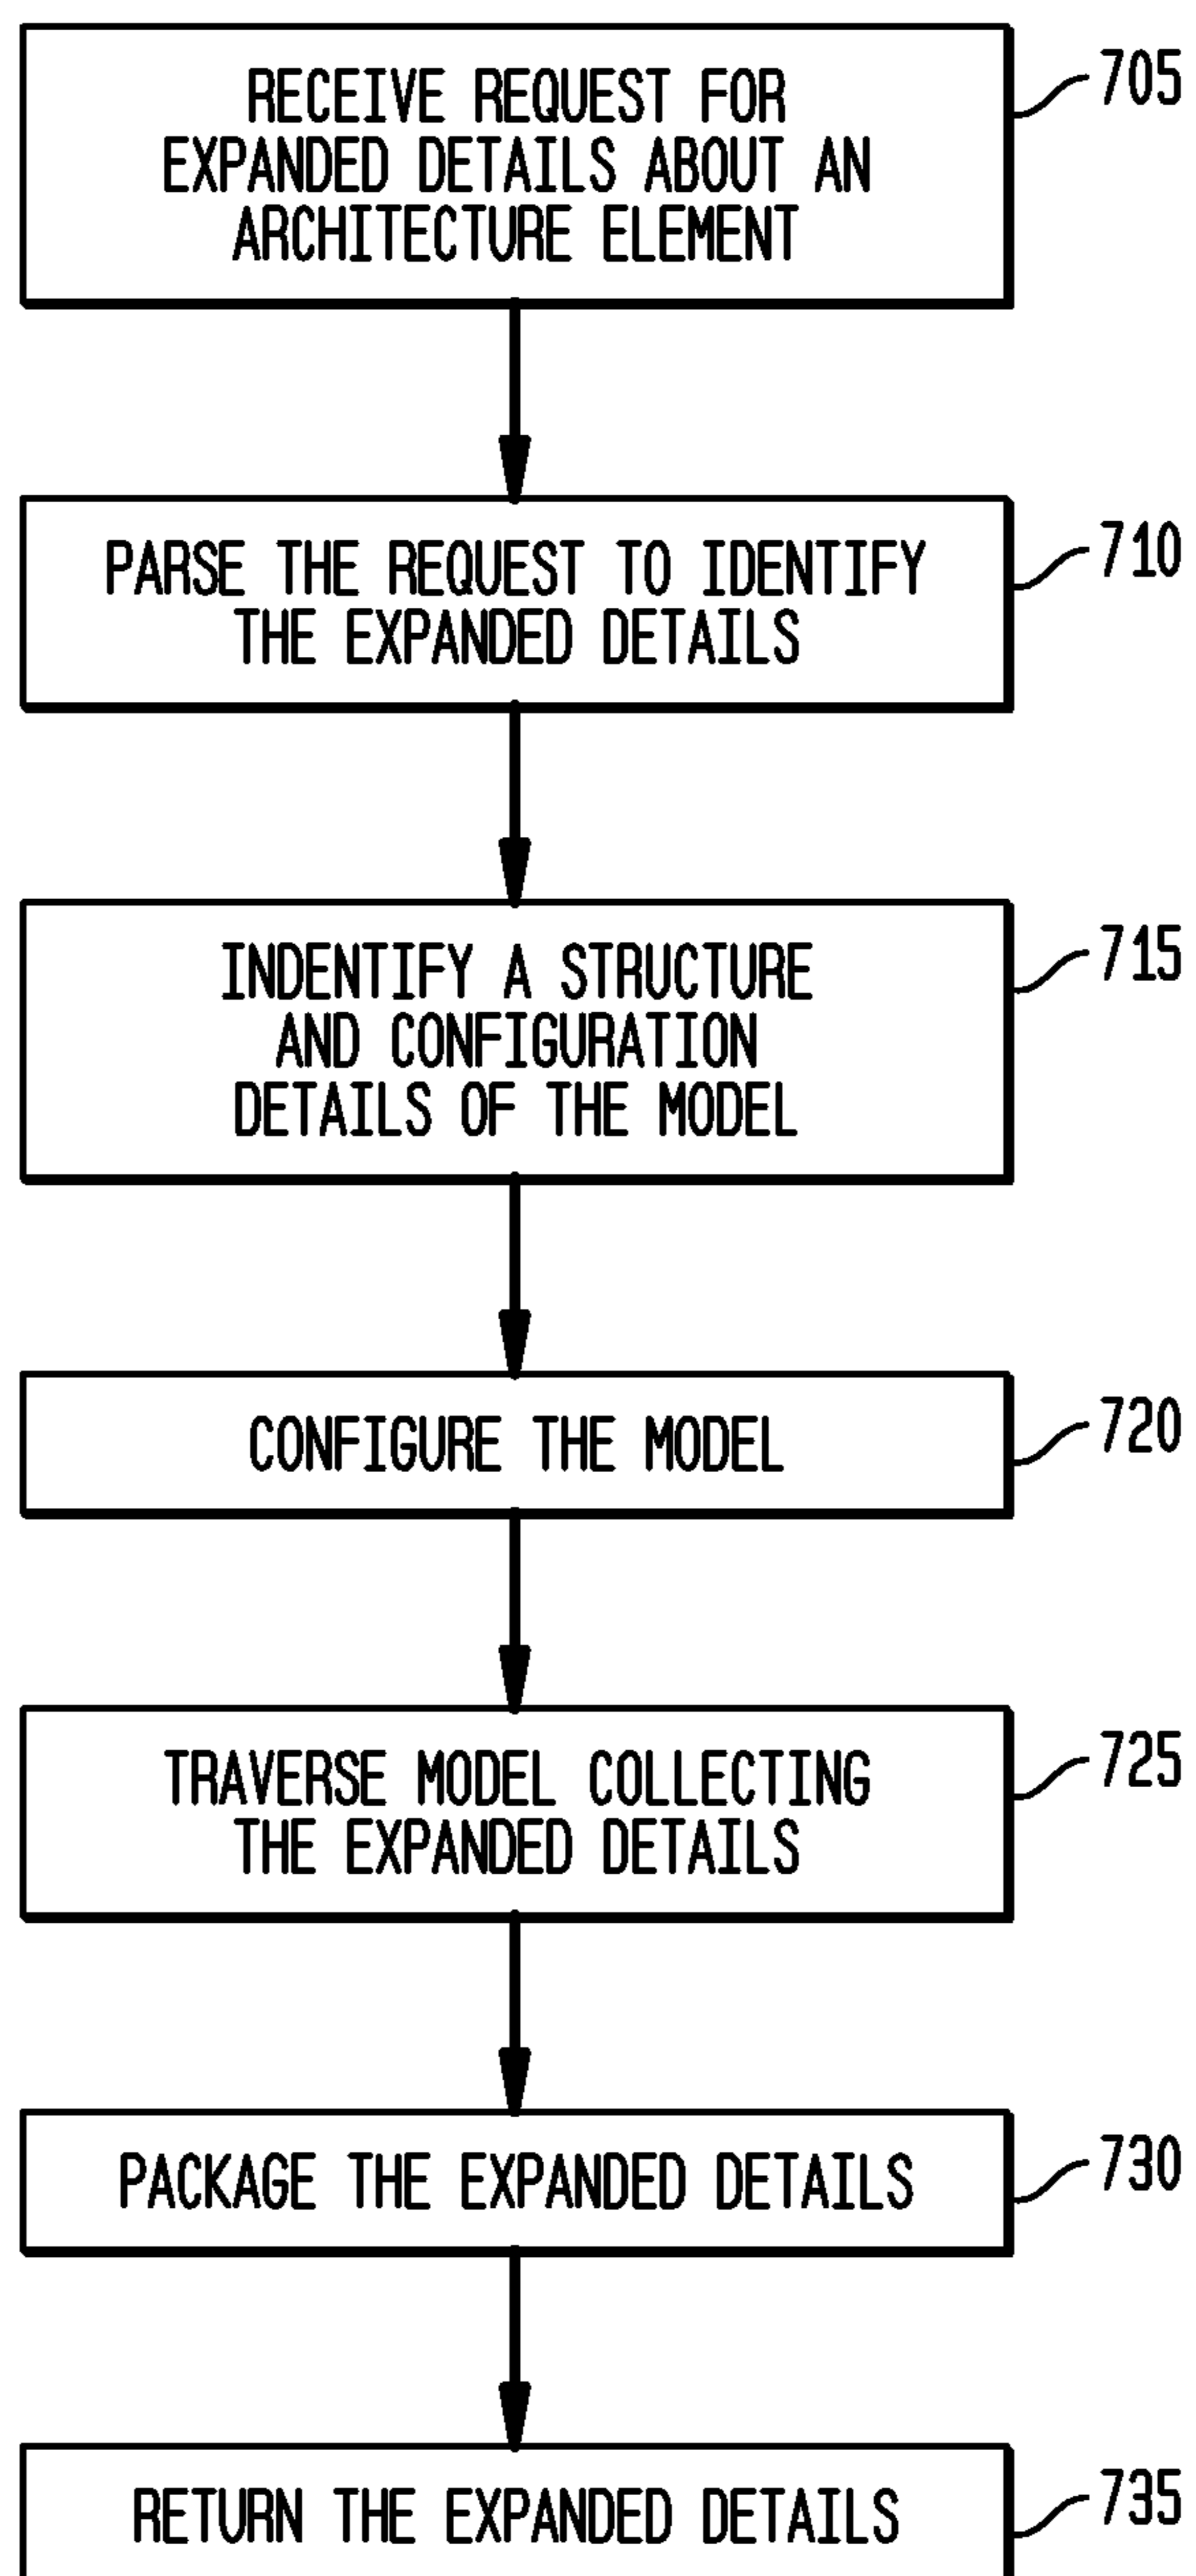 RECEIVE REQUEST FOR
EXPANDED DETAILS ABOUT AN
ARCHITECTURE ELEMENT
705
PARSE THE REQUEST TO IDENTIFY
THE EXPANDED DETAILS
710
INDENTIFY A STRUCTURE
AND CONFIGURATION
DETAILS OF THE MODEL
715
CONFIGURE THE MODEL
720
TRAVERSE MODEL COLLECTING
THE EXPANDED DETAILS
725
PACKAGE THE EXPANDED DETAILS
730
RETURN THE EXPANDED DETAILS
735